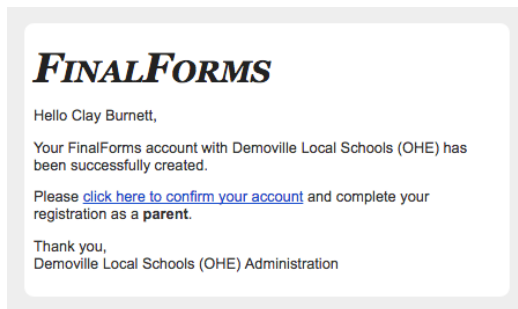 FINALFORMS
Hello Clay Burnett,
Your FinalForms account with Demoville Local Schools (OHE) has
been successfully created.
Please click here to confirm your account and complete your
registration as a parent.
Thank you,
Demoville Local Schools (OHE) Administration